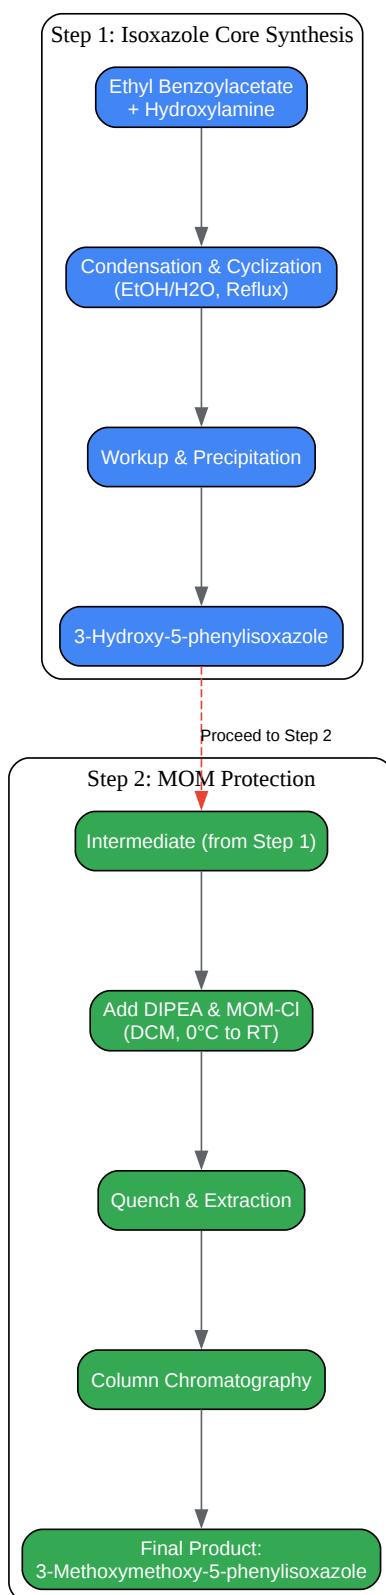 Step 1: Isoxazole Core Synthesis
Ethyl Benzoylacetate
+ Hydroxylamine
Condensation & Cyclization
(EtOH/H2O, Reflux)
Workup & Precipitation
3-Hydroxy-5-phenylisoxazole
Proceed to Step 2
Step 2: MOM Protection
Intermediate (from Step 1)
Add DIPEA & MOM-Cl
(DCM, 0°C to RT)
Quench & Extraction
Column Chromatography
Final Product:
3-Methoxymethoxy-5-phenylisoxazole